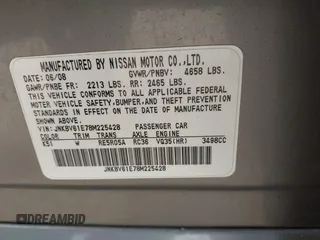 MANUFACTURED BY NISSAN MOTOR CO.,LTD.
DATE: 06/08 GVWR/PNBV: 4658 LBS.
GAWR/PNBE FR: 2213 LBS. RR: 2465 LBS.
THIS VEHICLE CONFORMS TO ALL APPLICABLE FEDERAL MOTOR
VEHICLE SAFETY, BUMPER, AND THEFT PREVENTION
STANDARDS IN EFFECT ON THE DATE OF
MANUFACTURE SHOWN ABOVE.
VIN: JNKBV61E78M225428 PASSENGER CAR
COLOR TRIM TRANS AXLE ENGINE
K51 W RE5R05A RC36 VQ35(HR) 3498CC
JNKBV61E78M225428
DREAMBID